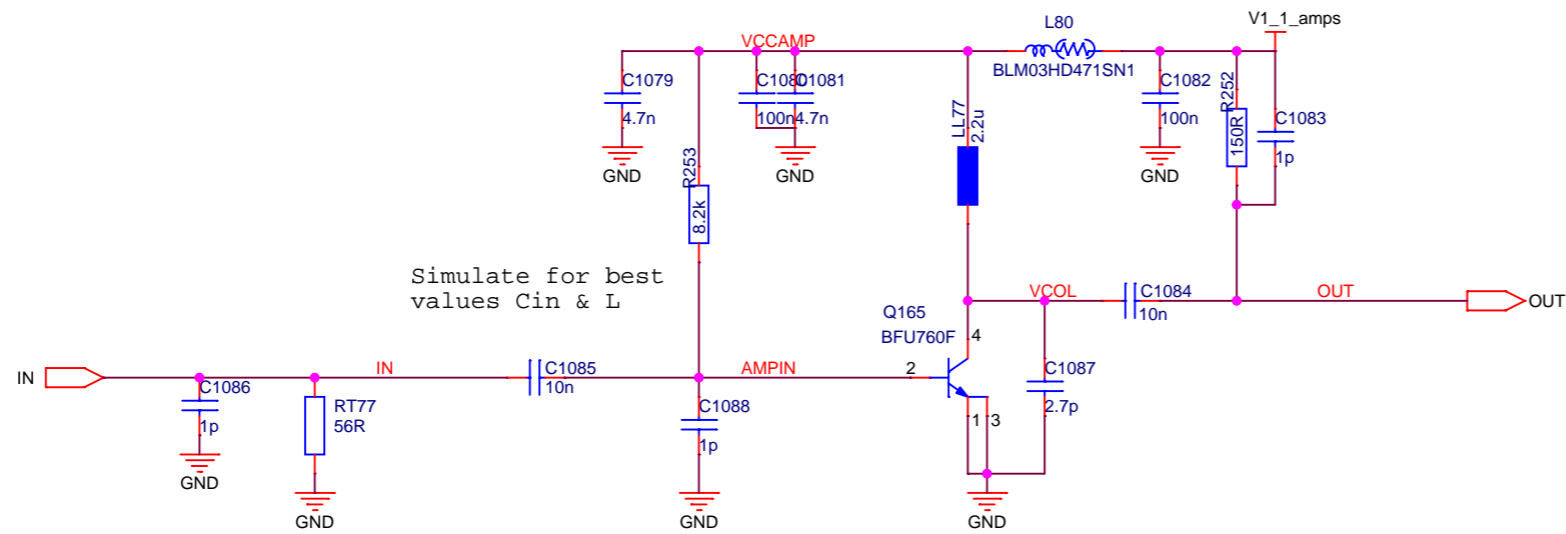 V1_1_amps
L80
VCCAMP
BLM03HD471SN1
C1079
4.7n
GND
C1080
100n
C1081
4.7n
GND
LL77
2.2u
C1082
100n
GND
R252
150R
C1083
1p
R253
8.2k
Simulate for best
values Cin & L
VCOL
C1084
10n
OUT
OUT
Q165
BFU760F
4
2
1
3
C1087
2.7p
GND
IN
IN
C1085
10n
AMPIN
C1086
1p
GND
RT77
56R
GND
C1088
1p
GND